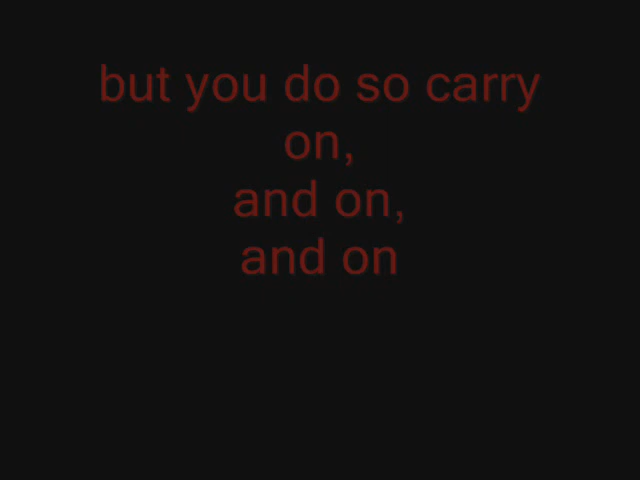 but you do so carry
on,
and on,
and on